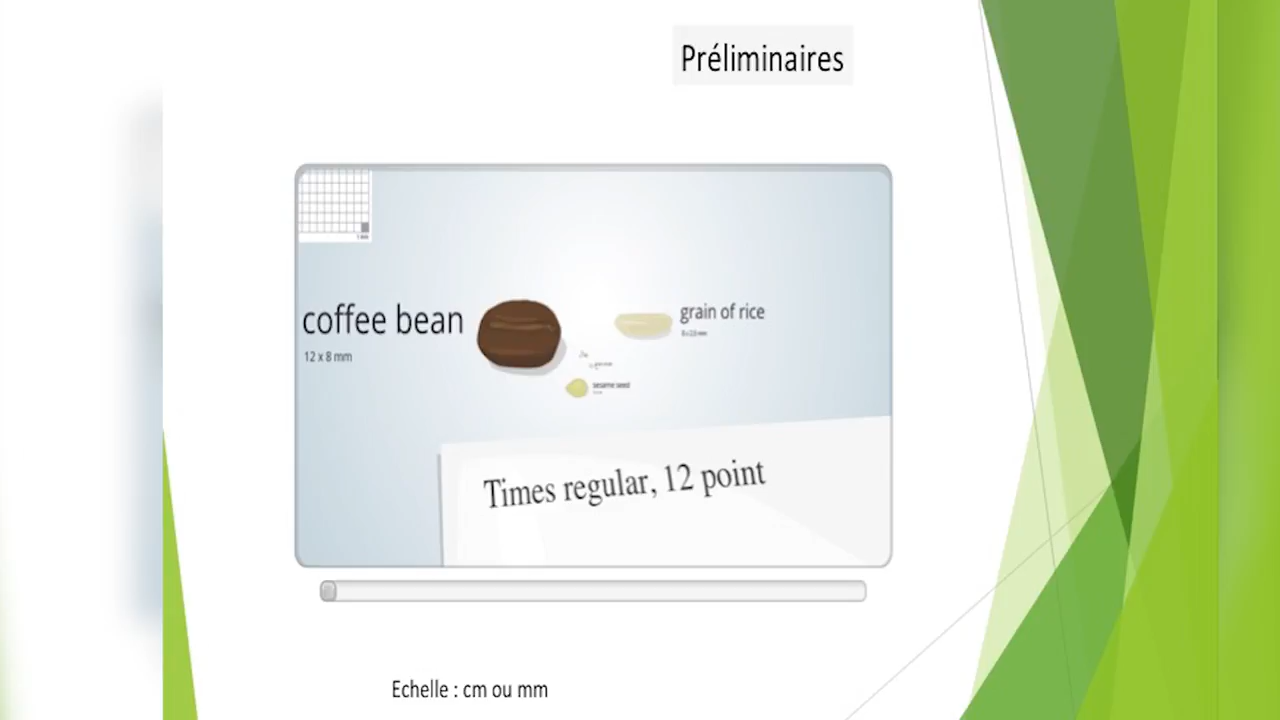 Préliminaires
coffee bean
12 x 8 mm
grain of rice
sesame seed
Times regular, 12 point
Echelle : cm ou mm